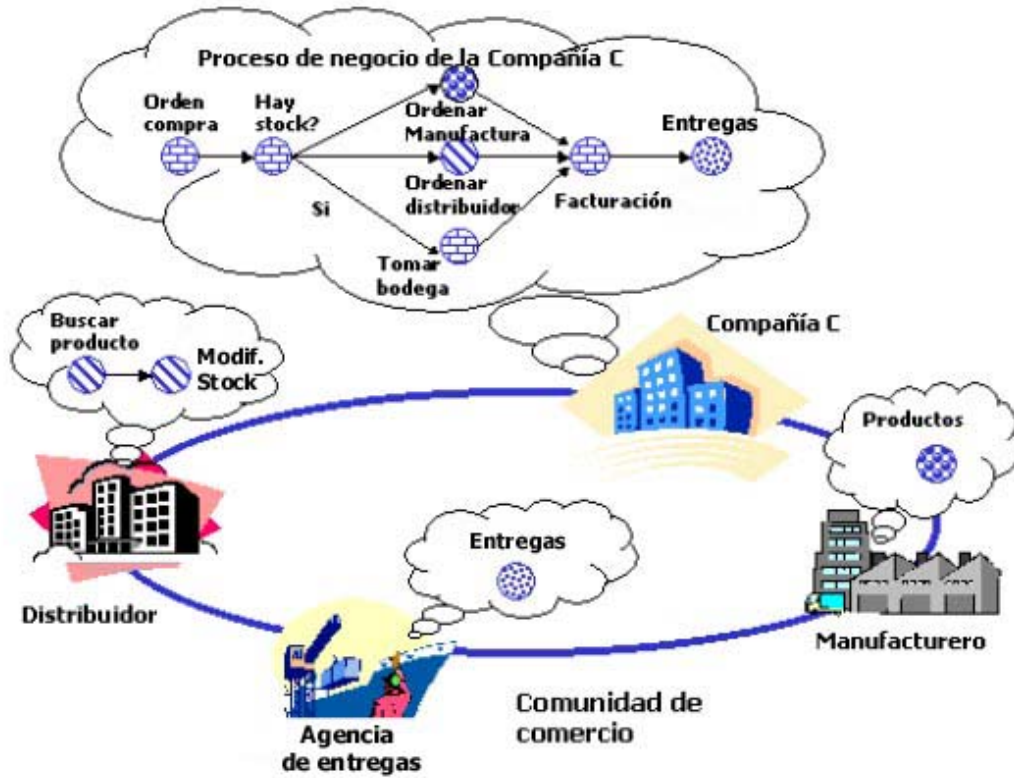 Proceso de negocio de la Compañía C
Orden
compra
Hay
stock?
Ordenar
Manufactura
Entregas
Si
Ordenar
distribuidor
Facturación
Tomar
bodega
Buscar
producto
Modif.
Stock
Compañía C
Productos
Entregas
Distribuidor
Manufacturero
Agencia
de entregas
Comunidad de
comercio